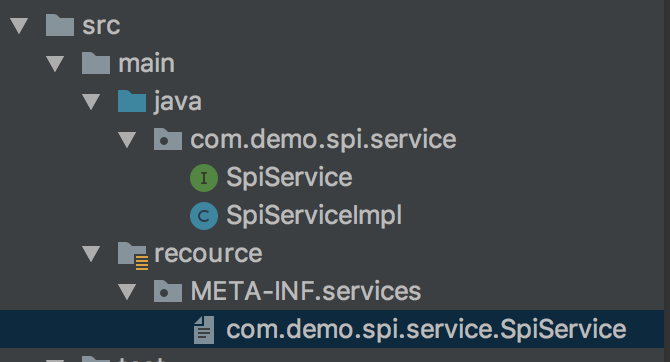 src
main
java
com.demo.spi.service
I SpiService
C SpiServiceImpl
recource
META-INF.services
com.demo.spi.service.SpiService